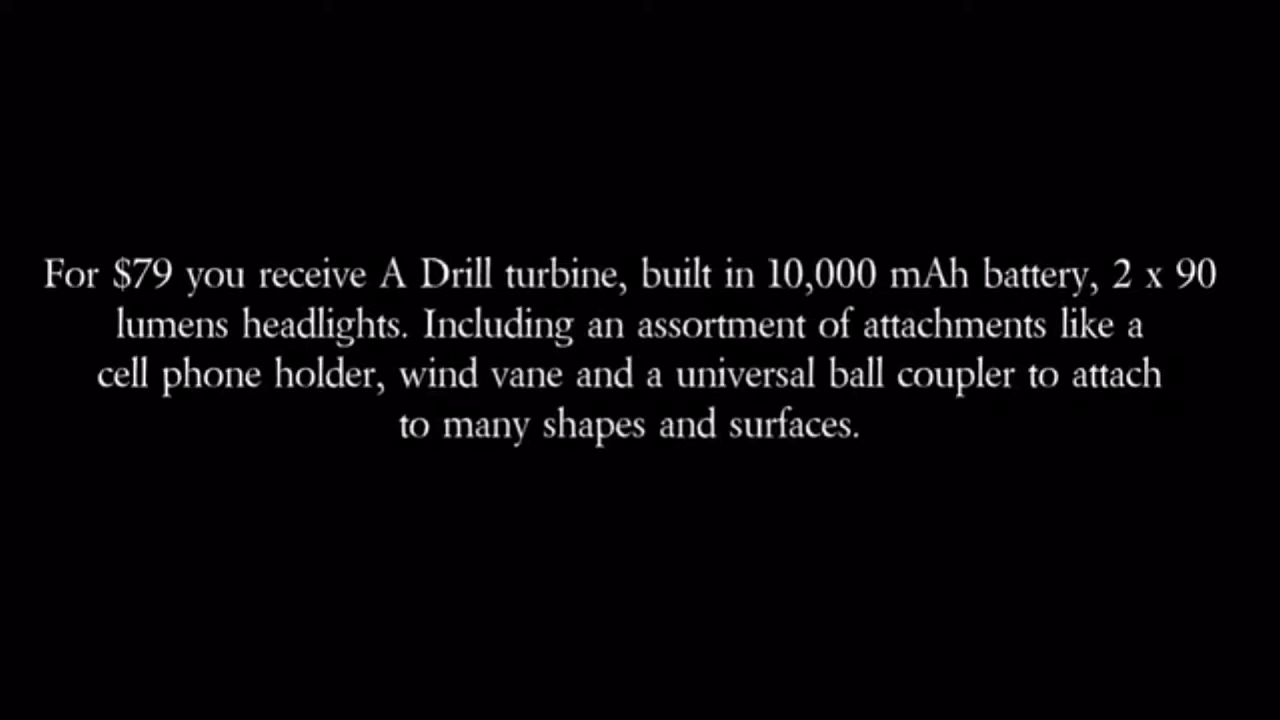 For $79 you receive A Drill turbine, built in 10,000 mAh battery, 2 x 90
lumens headlights. Including an assortment of attachments like a
cell phone holder, wind vane and a universal ball coupler to attach
to many shapes and surfaces.